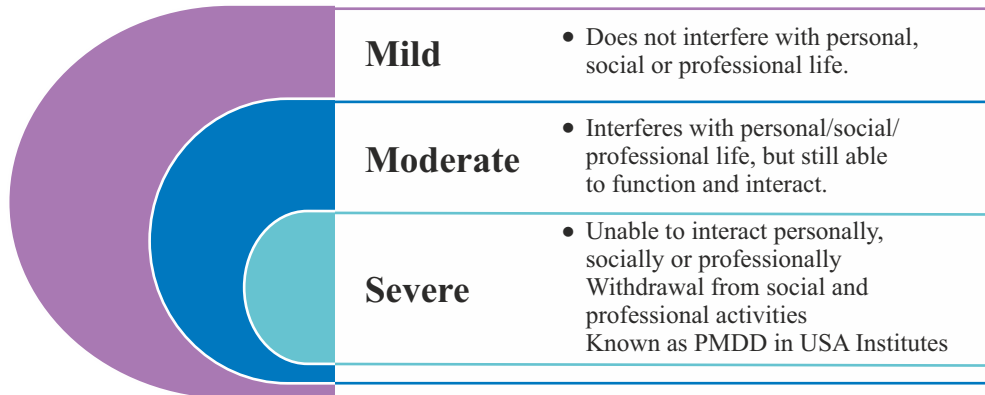 Mild
• Does not interfere with personal,
social or professional life.
Moderate
• Interferes with personal/social/
professional life, but still able
to function and interact.
Severe
• Unable to interact personally,
socially or professionally
Withdrawal from social and
professional activities
Known as PMDD in USA Institutes